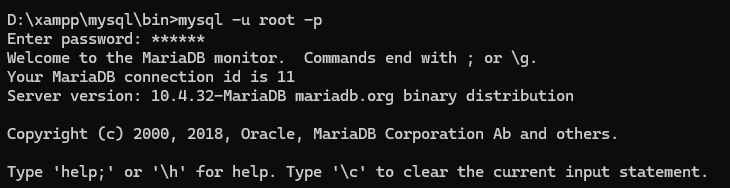 D:\xampp\mysql\bin>mysql -u root -p
Enter password: ******
Welcome to the MariaDB monitor.  Commands end with ; or \g.
Your MariaDB connection id is 11
Server version: 10.4.32-MariaDB mariadb.org binary distribution

Copyright (c) 2000, 2018, Oracle, MariaDB Corporation Ab and others.

Type 'help;' or '\h' for help. Type '\c' to clear the current input statement.